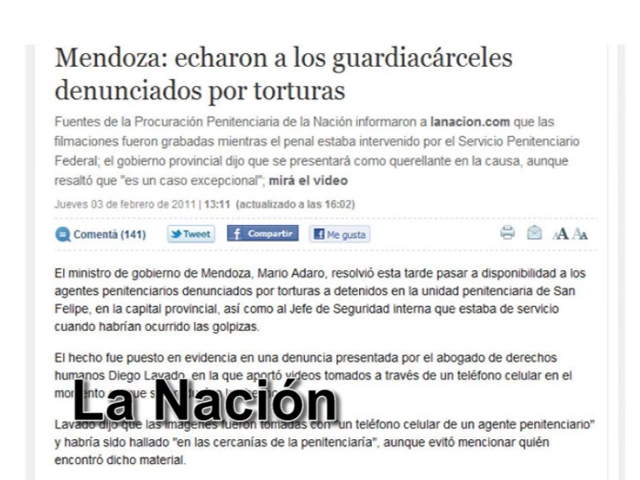 Mendoza: echaron a los guardiacárceles
denunciados por torturas
Fuentes de la Procuración Penitenciaria de la Nación informaron a lanacion.com que las
filmaciones fueron grabadas mientras el penal estaba intervenido por el Servicio Penitenciario
Federal; el gobierno provincial dijo que se presentará como querellante en la causa, aunque
resaltó que "es un caso excepcional"; mirá el video
Jueves 03 de febrero de 2011 | 13:11 (actualizado a las 16:02)
Comentá (141) Tweet Compartir Me gusta A A A A
El ministro de gobierno de Mendoza, Mario Adaro, resolvió esta tarde pasar a disponibilidad a los
agentes penitenciarios denunciados por torturas a detenidos en la unidad penitenciaria de San
Felipe, en la capital provincial, así como al Jefe de Seguridad interna que estaba de servicio
cuando habrían ocurrido las golpizas.
El hecho fue puesto en evidencia en una denuncia presentada por el abogado de derechos
humanos Diego Lavado, en la que aportó videos tomados a través de un teléfono celular en el
La Nación
Lavado dijo que las imágenes fueron tomadas con "un teléfono celular de un agente penitenciario"
y habría sido hallado "en las cercanías de la penitenciaría", aunque evitó mencionar quién
encontró dicho material.